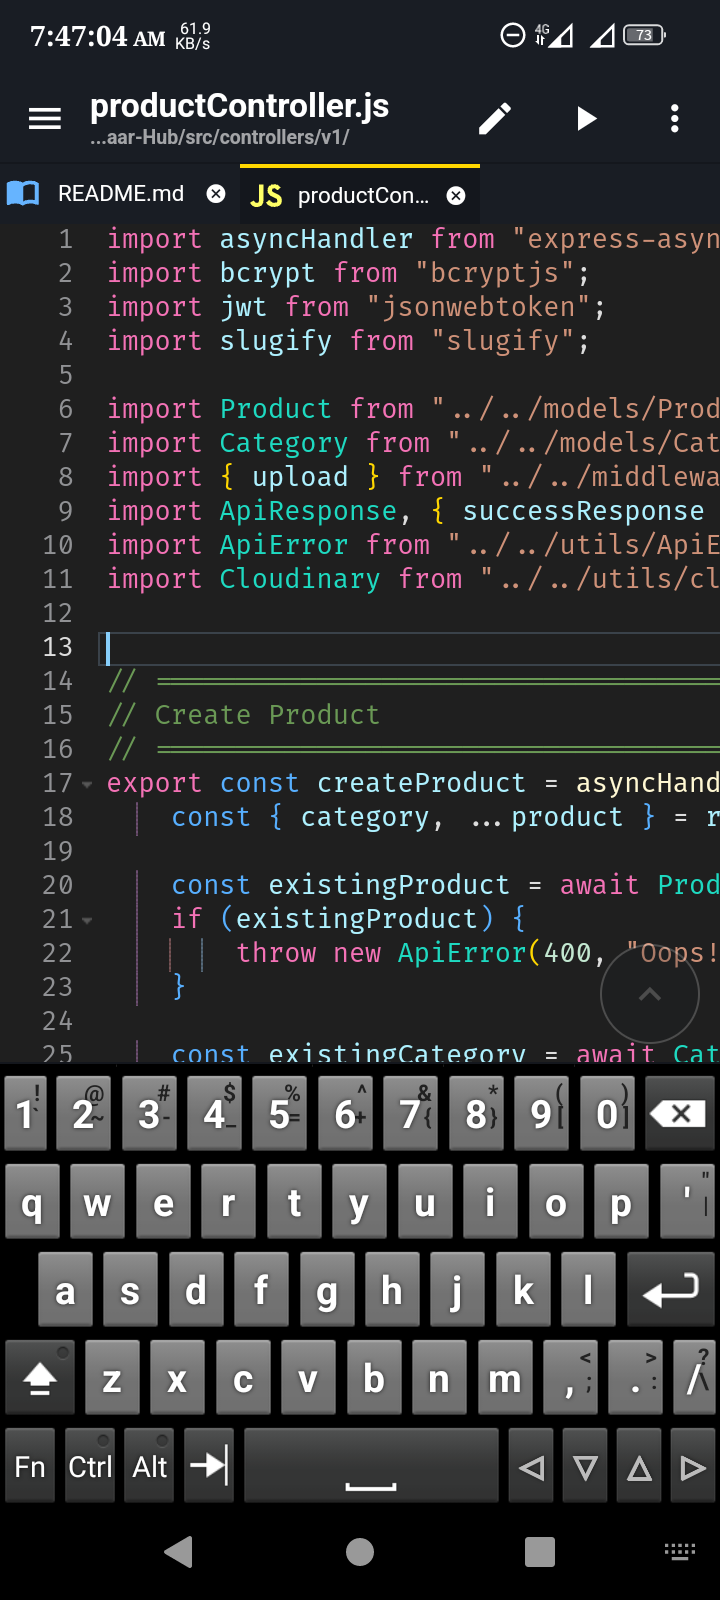 7:47:04 AM 61.9 KB/s 4G 73
productController.js
...aar-Hub/src/controllers/v1/
README.md JS productCon...
1 import asyncHandler from "express-asyn
2 import bcrypt from "bcryptjs";
3 import jwt from "jsonwebtoken";
4 import slugify from "slugify";
5
6 import Product from "../../models/Prod
7 import Category from "../../models/Cat
8 import { upload } from "../../middlewa
9 import ApiResponse, { successResponse
10 import ApiError from "../../utils/ApiE
11 import Cloudinary from "../../utils/cl
12
13
14 // ===================================
15 // Create Product
16 // ===================================
17 export const createProduct = asyncHand
18 const { category, ...product } = r
19
20 const existingProduct = await Prod
21 if (existingProduct) {
22 throw new ApiError(400, "Oops!
23 }
24
25 const existingCategory = await Cat
1 ! ` 2 @ ~ 3 # - 4 $ _ 5 % = 6 ^ + 7 & { 8 * } 9 ( [ 0 ) ]
q w e r t y u i o p ' " |
a s d f g h j k l
z x c v b n m , < ; . > : / ? \
Fn Ctrl Alt